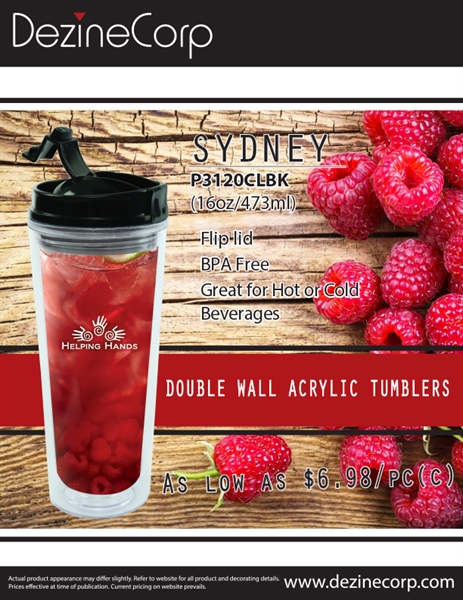 DezineCorp
SYDNEY
P3120CLBK
(16oz/473ml)
Flip lid
BPA Free
Great for Hot or Cold
Beverages
HELPING HANDS
DOUBLE WALL ACRYLIC TUMBLERS
AS LOW AS $6.98/PC(C)
Actual product appearance may differ slightly. Refer to website for all product and decorating details.
Prices effective at time of publication. Current pricing on website prevails.
www.dezinecorp.com